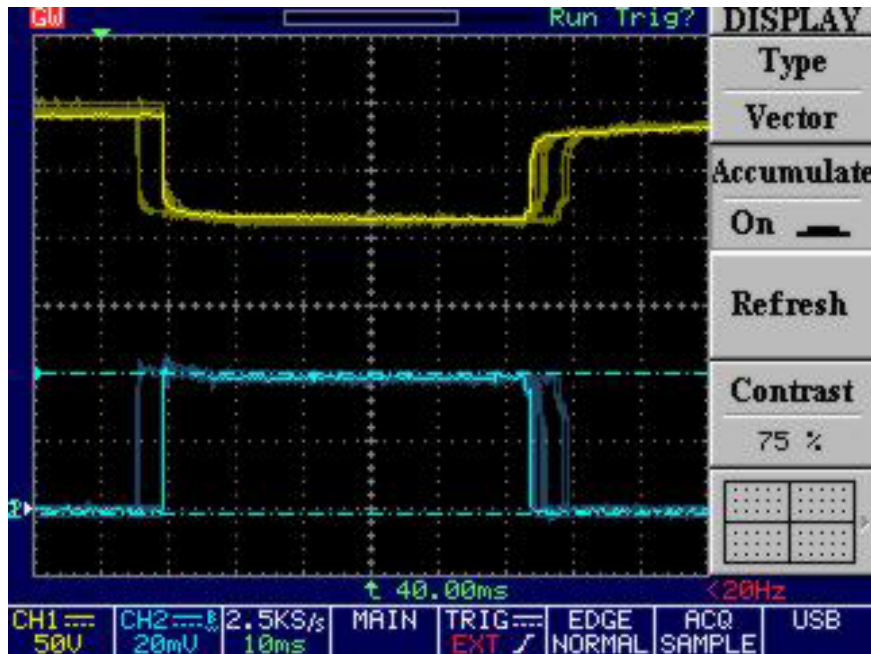 GW Run Trig? DISPLAY
Type
Vector
Accumulate
On
Refresh
Contrast
75 %
40.00ms <20Hz
CH1 CH2 2.5KS/s MAIN TRIG EDGE ACQ USB
50V 20mV 10ms EXT NORMAL SAMPLE